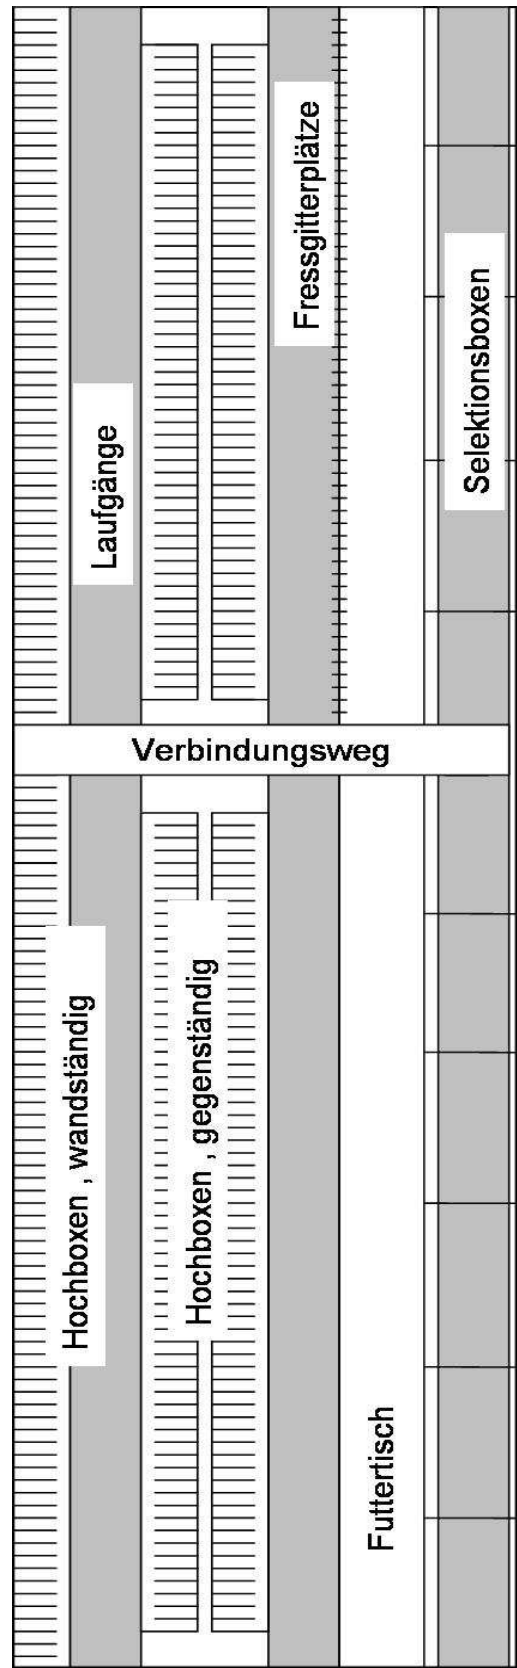 Fressgitterplätze
Selektionsboxen
Laufgänge
Verbindungsweg
Hochboxen , wandständig
Hochboxen , gegenständig
Futtertisch